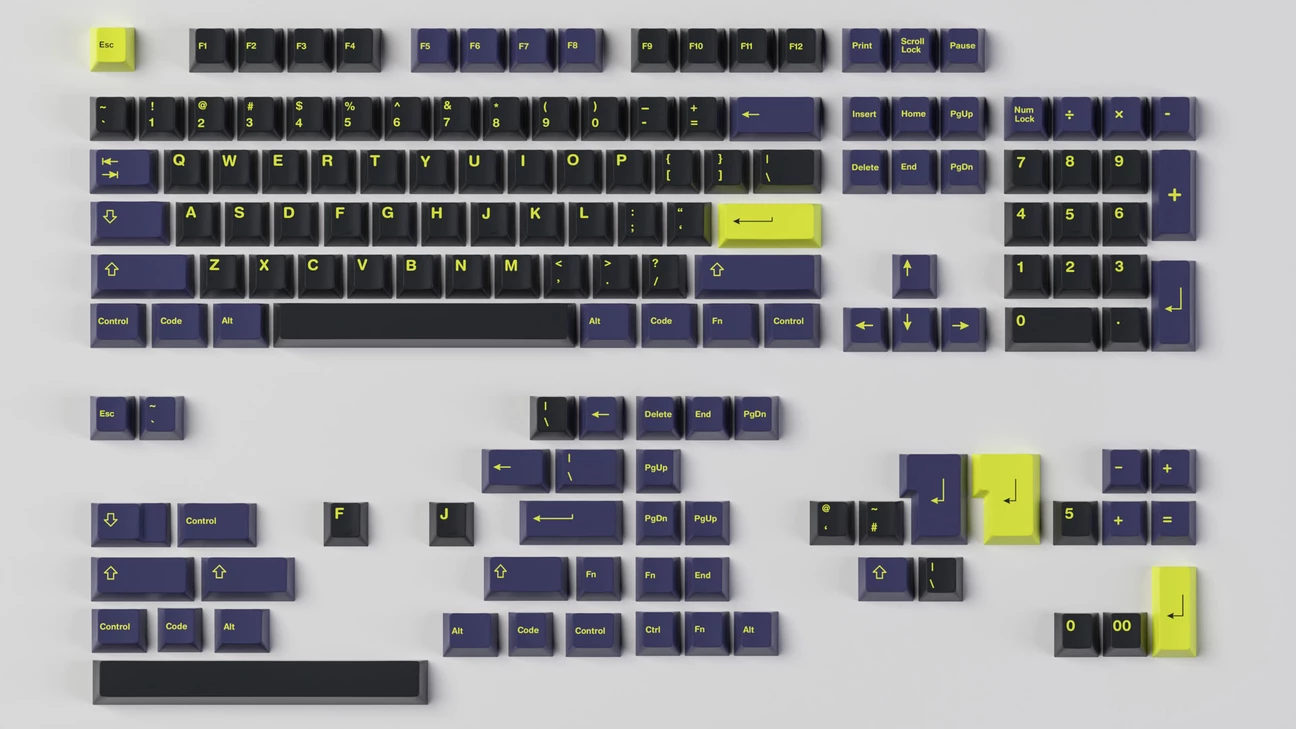 Esc F1 F2 F3 F4 F5 F6 F7 F8 F9 F10 F11 F12 Print Scroll Lock Pause
~ ! @ # $ % ^ & * ( ) – + ←
` 1 2 3 4 5 6 7 8 9 0 - =
Insert Home PgUp Num Lock ÷ × -
Q W E R T Y U I O P { } |
[ ] \
Delete End PgDn 7 8 9 +
A S D F G H J K L : “
; ‘
4 5 6
Z X C V B N M < > ?
, . /
↑ 1 2 3
Control Code Alt Alt Code Fn Control ← ↓ → 0 .
Esc ~ | ← Delete End PgDn
` \
← | PgUp - +
\
Control F J PgDn PgUp @ ~ 5 + =
‘ #
Fn Fn End |
\
Control Code Alt Alt Code Control Ctrl Fn Alt 0 00